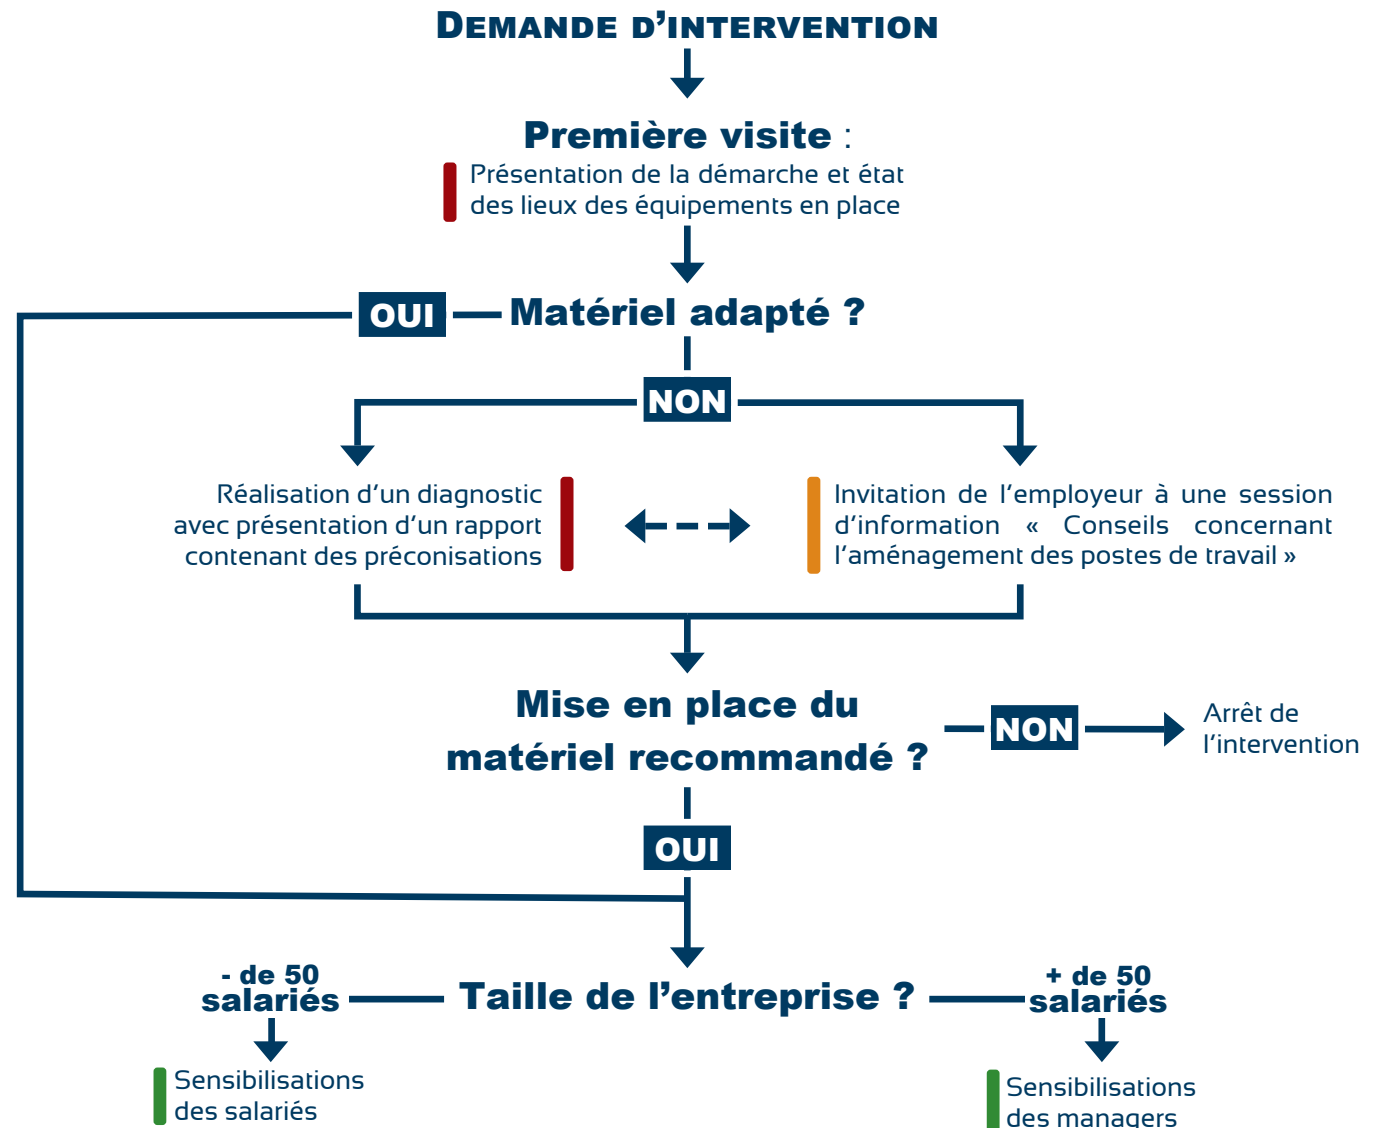 DEMANDE D'INTERVENTION
Première visite :
Présentation de la démarche et état
des lieux des équipements en place
OUI
Matériel adapté ?
NON
Réalisation d'un diagnostic
avec présentation d'un rapport
contenant des préconisations
Invitation de l'employeur à une session
d'information « Conseils concernant
l'aménagement des postes de travail »
Mise en place du
matériel recommandé ?
NON
Arrêt de
l'intervention
OUI
- de 50
salariés
Taille de l'entreprise ?
+ de 50
salariés
Sensibilisations
des salariés
Sensibilisations
des managers